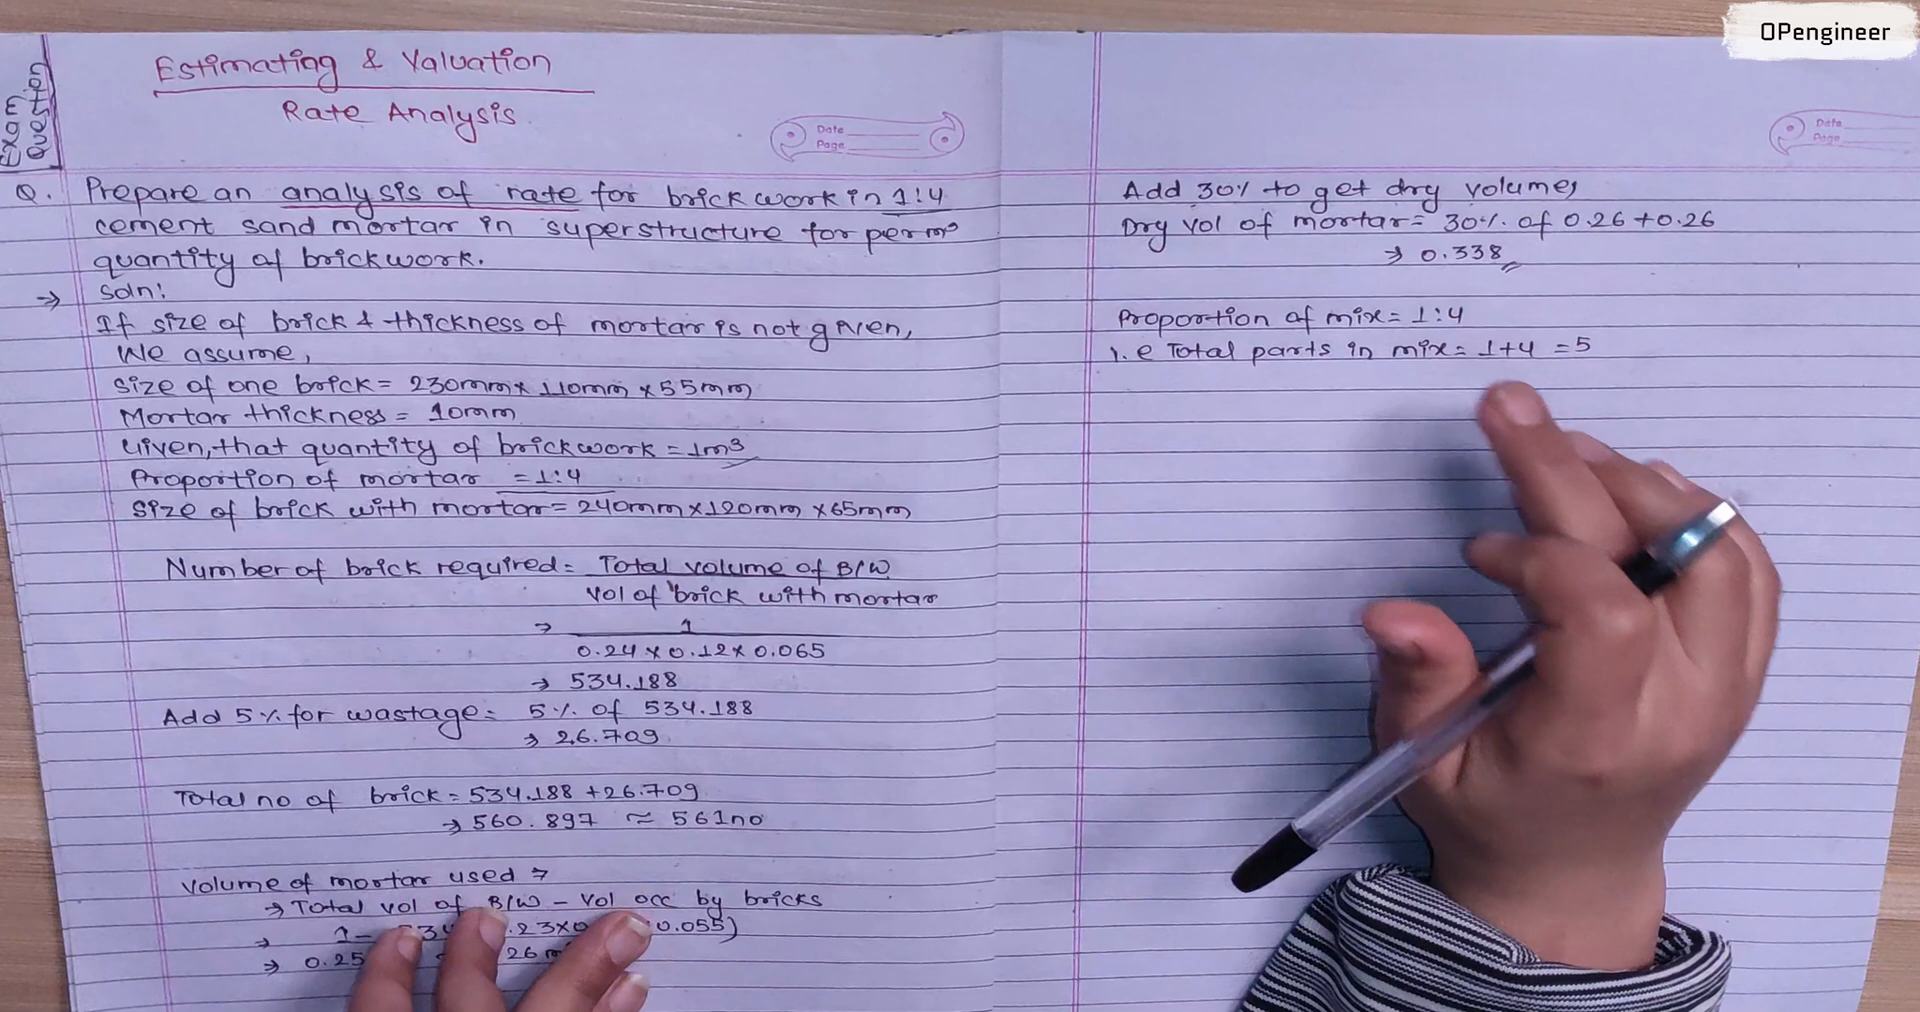 OPengineer
Exam
Question
Estimating & Valuation
Rate Analysis
Date
Page
Q. Prepare an analysis of rate for brickwork in 1:4
cement sand mortar in superstructure for per m³
quantity of brickwork.
→ Soln:
If size of brick & thickness of mortar is not given,
We assume,
Size of one brick = 230mm × 110mm × 55mm
Mortar thickness = 10mm
Given, that quantity of brickwork = 1m³
Proportion of mortar = 1:4
Size of brick with mortar = 240mm × 120mm × 65mm
Number of brick required = Total volume of B/W
Vol of brick with mortar
→ 1
0.24 × 0.12 × 0.065
→ 534.188
Add 5% for wastage = 5% of 534.188
→ 26.709
Total no of brick = 534.188 + 26.709
→ 560.897 ≈ 561no
Volume of mortar used →
→ Total vol of B/W - Vol occ by bricks
→ 1- 0.055)
→ 0.25
Date
Page
Add 30% to get dry volume,
Dry vol of mortar = 30% of 0.26 + 0.26
→ 0.338
Proportion of mix = 1:4
i.e Total parts in mix = 1+4 = 5